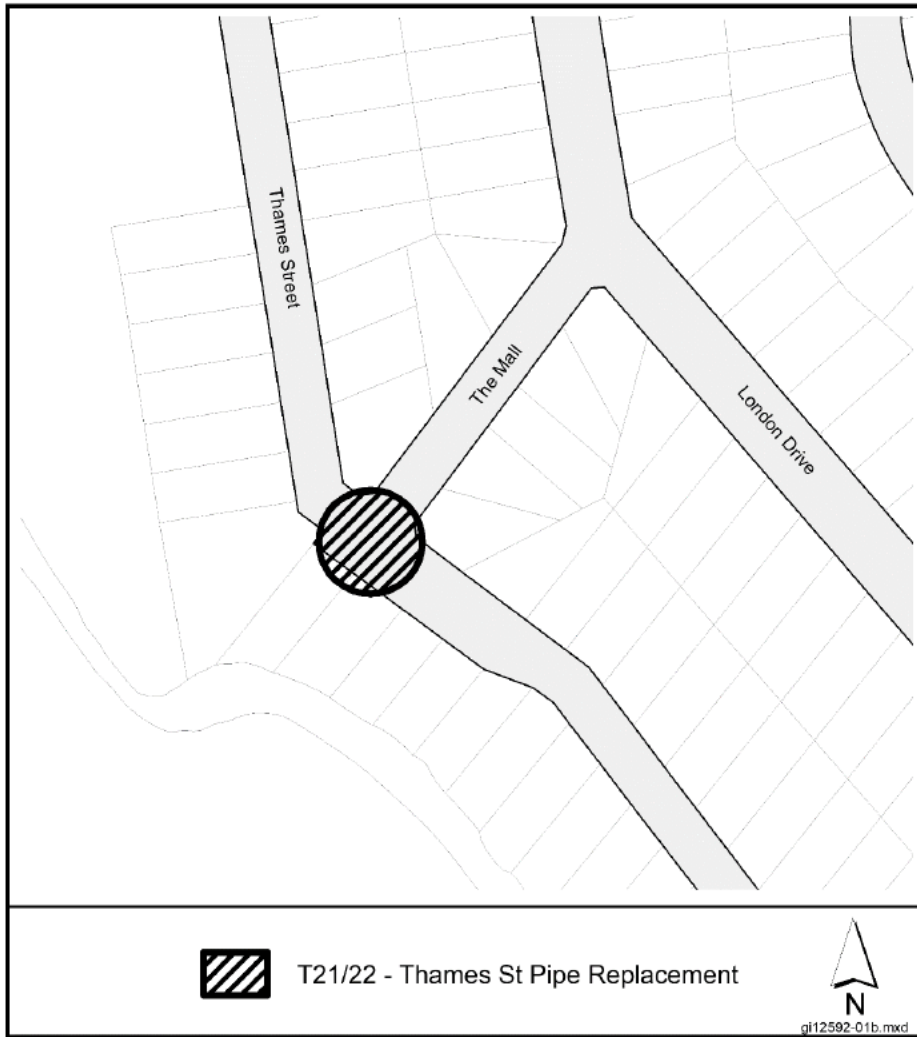 Thames Street
The Mall
London Drive
T21/22 - Thames St Pipe Replacement
N
gi12592-01b.mxd